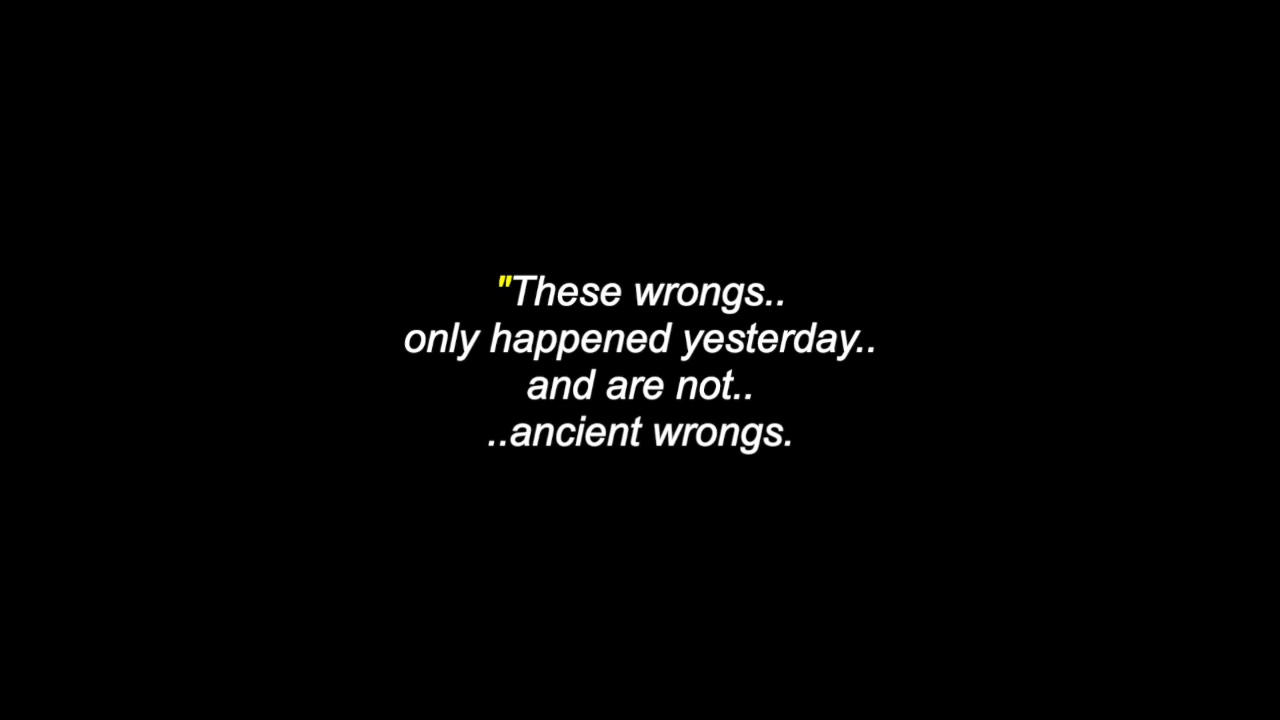 "These wrongs..
only happened yesterday..
and are not..
..ancient wrongs.